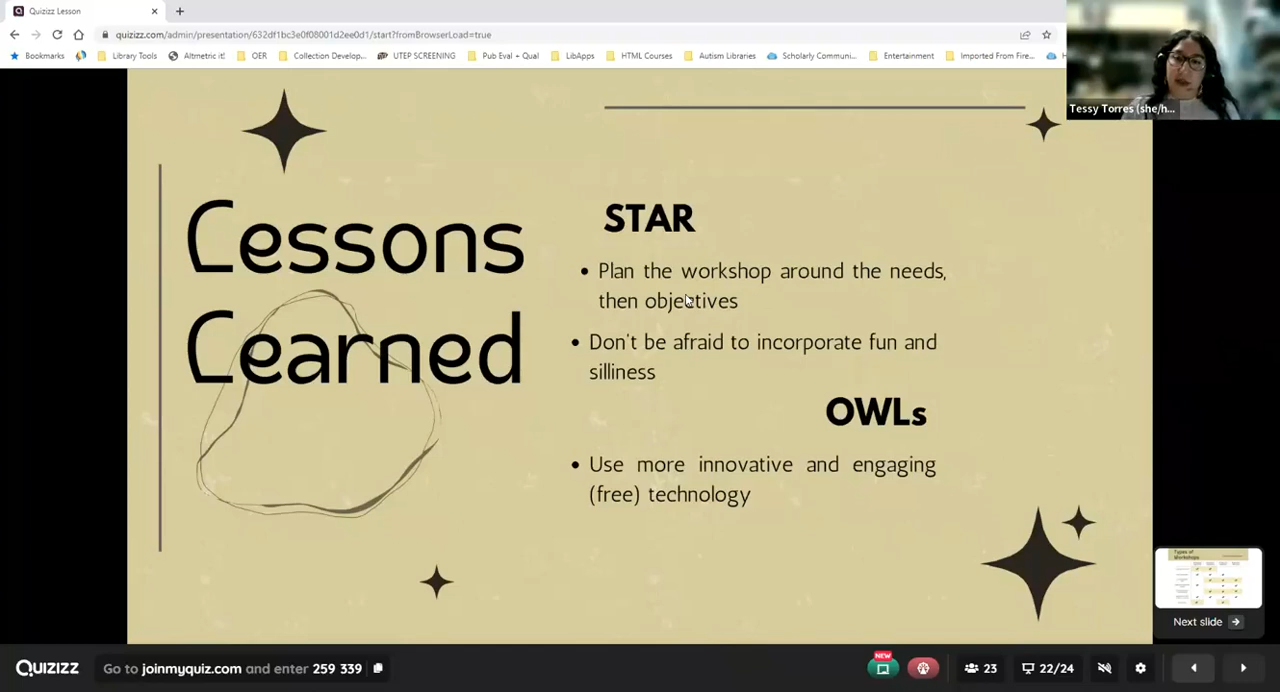 Quizizz Lesson
quizizz.com/admin/presentation/632df1bc3e0f08001d2ee0d1/start?fromBrowserLoad=true
Bookmarks
Library Tools
Altmetric it!
OER
Collection Develop...
UTEP SCREENING
Pub Eval + Qual
LibApps
HTML Courses
Autism Libraries
Scholarly Communi...
Entertainment
Imported From Fire...
Tessy Torres (she/h...
Lessons
Learned
STAR
• Plan the workshop around the needs,
then objectives
• Don't be afraid to incorporate fun and
silliness
OWLs
• Use more innovative and engaging
(free) technology
Types of
Workshops
Next slide
QUIZIZZ
Go to joinmyquiz.com and enter 259 339
NEW
23
22/24